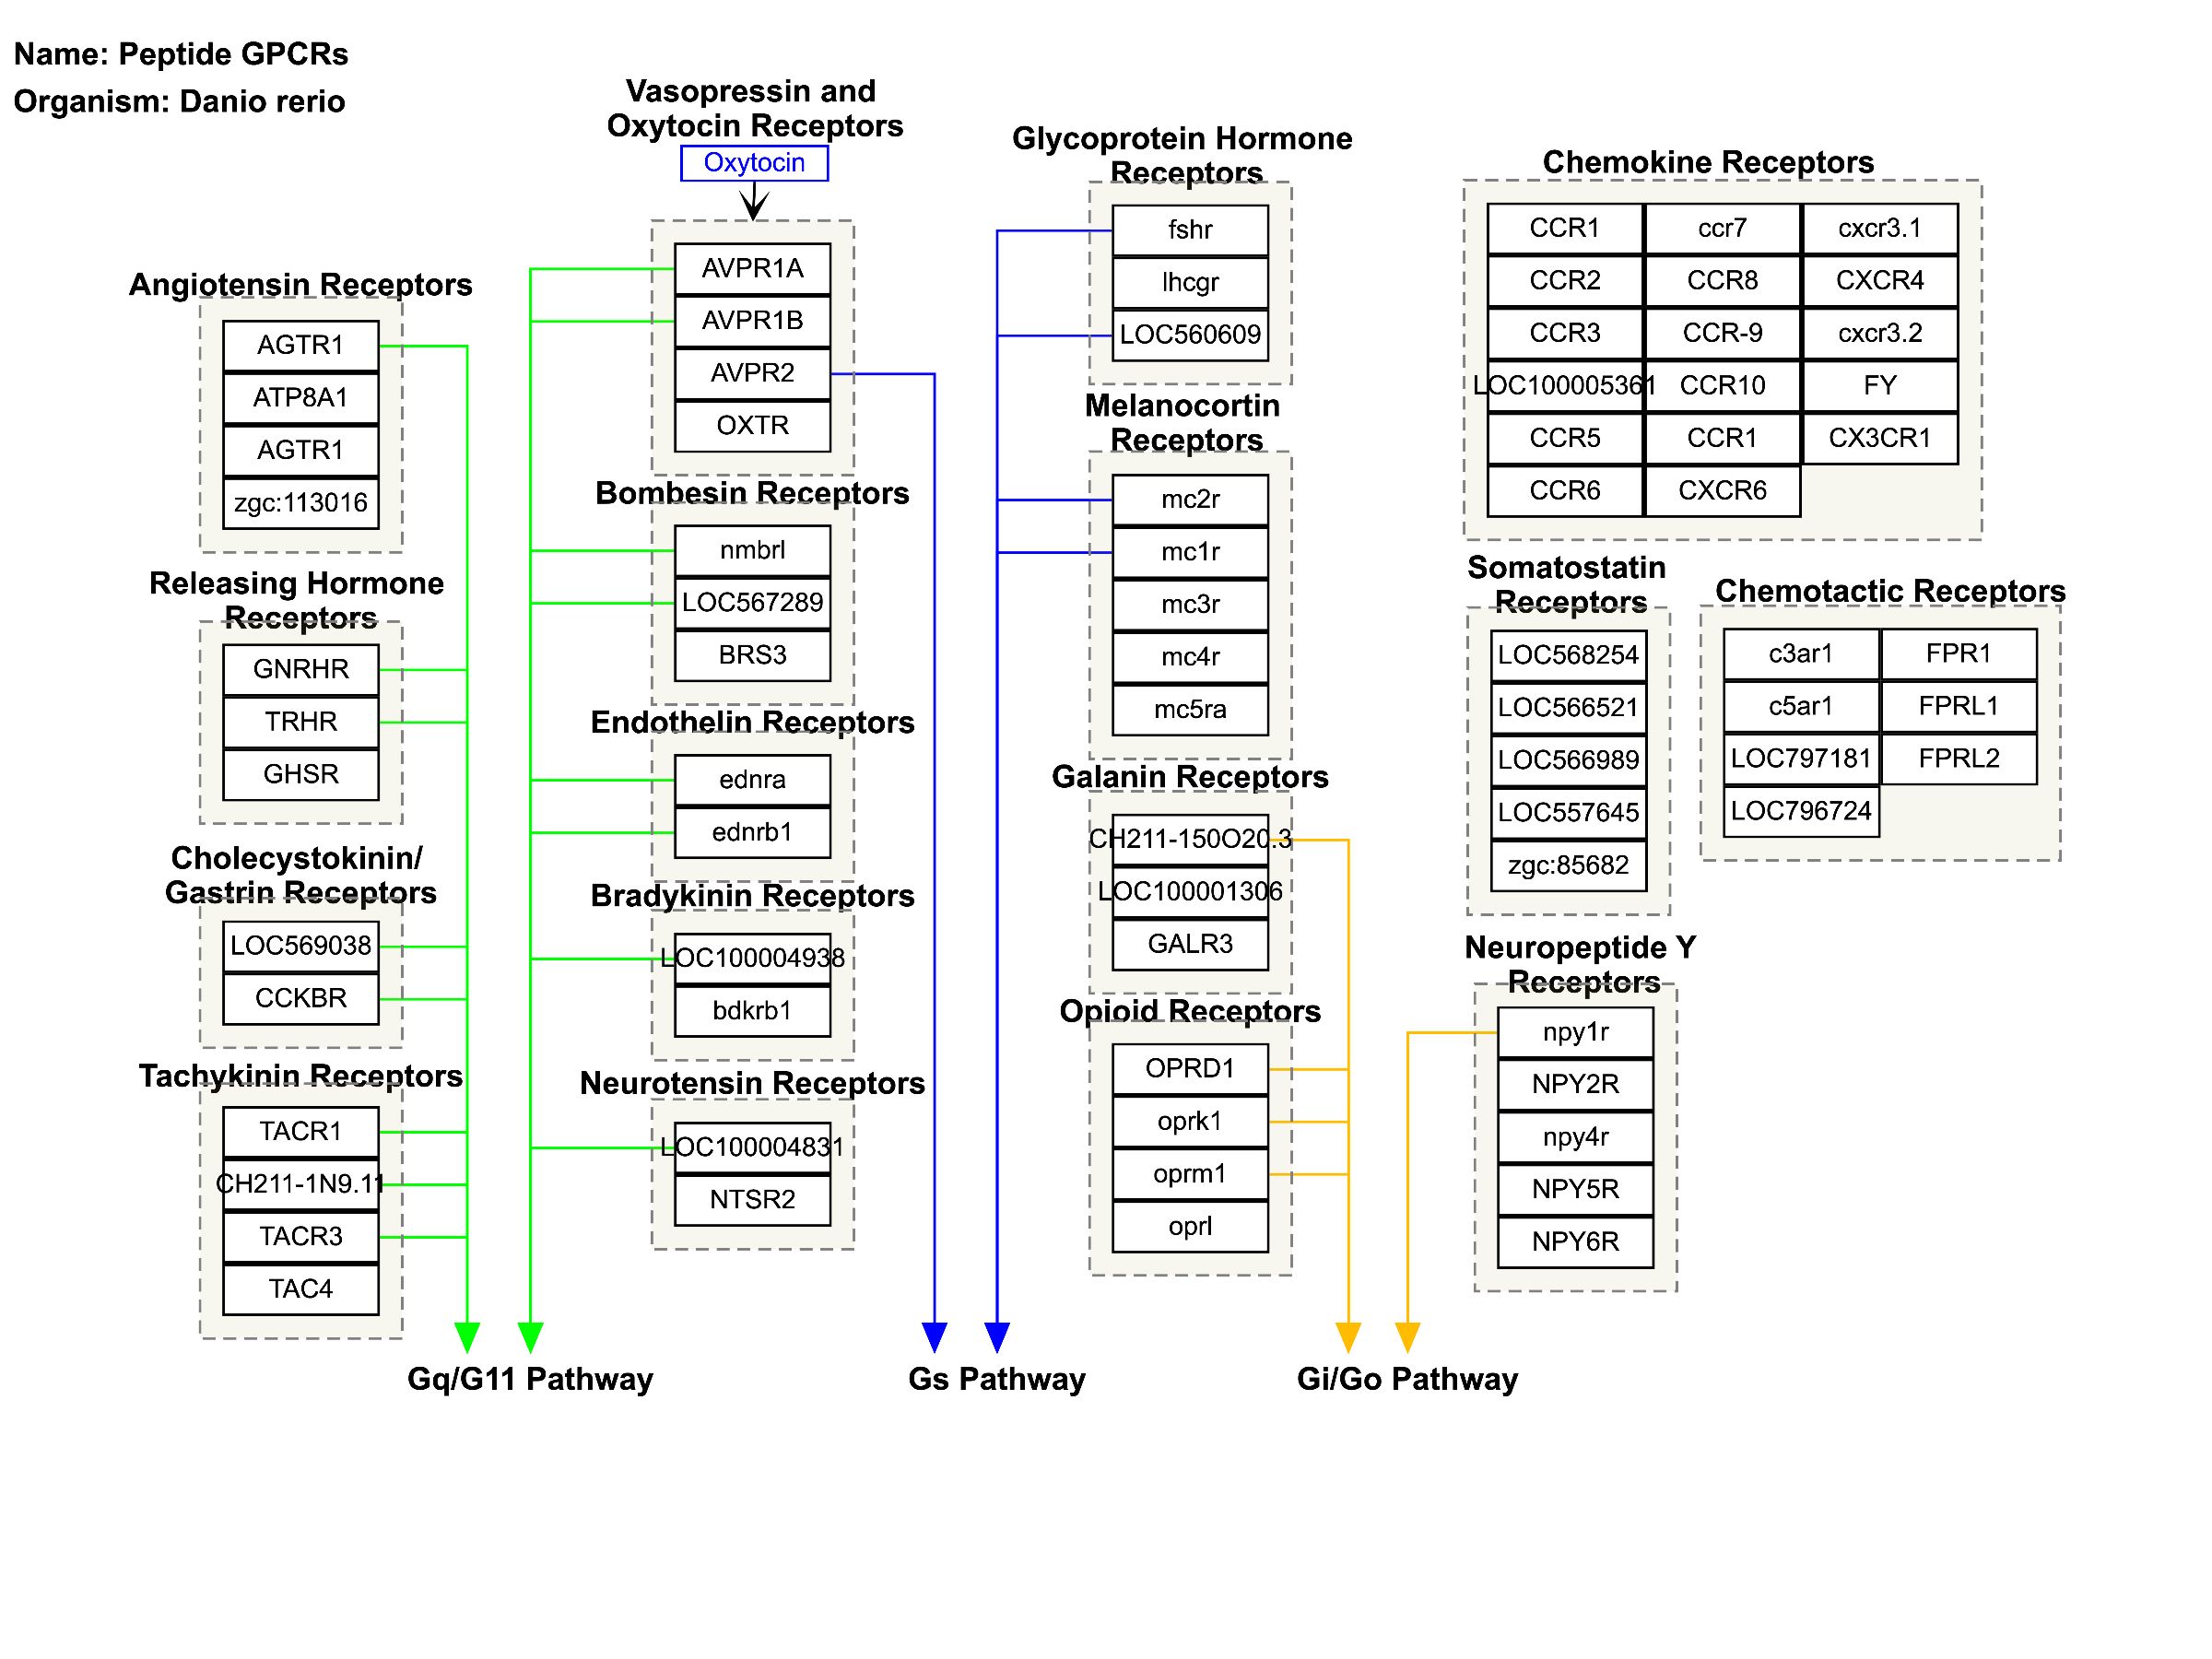 Name: Peptide GPCRs
Organism: Danio rerio
Angiotensin Receptors
AGTR1
ATP8A1
AGTR1
zgc:113016
Releasing Hormone
Receptors
GNRHR
TRHR
GHSR
Cholecystokinin/
Gastrin Receptors
LOC569038
CCKBR
Tachykinin Receptors
TACR1
CH211-1N9.11
TACR3
TAC4
Vasopressin and
Oxytocin Receptors
Oxytocin
AVPR1A
AVPR1B
AVPR2
OXTR
Bombesin Receptors
nmbrl
LOC567289
BRS3
Endothelin Receptors
ednra
ednrb1
Bradykinin Receptors
LOC100004938
bdkrb1
Neurotensin Receptors
LOC100004831
NTSR2
Glycoprotein Hormone
Receptors
fshr
lhcgr
LOC560609
Melanocortin
Receptors
mc2r
mc1r
mc3r
mc4r
mc5ra
Galanin Receptors
CH211-150O20.3
LOC100001306
GALR3
Opioid Receptors
OPRD1
oprk1
oprm1
oprl
Chemokine Receptors
CCR1 ccr7 cxcr3.1
CCR2 CCR8 CXCR4
CCR3 CCR-9 cxcr3.2
LOC100005361 CCR10 FY
CCR5 CCR1 CX3CR1
CCR6 CXCR6
Somatostatin
Receptors
LOC568254
LOC566521
LOC566989
LOC557645
zgc:85682
Chemotactic Receptors
c3ar1 FPR1
c5ar1 FPRL1
LOC797181 FPRL2
LOC796724
Neuropeptide Y
Receptors
npy1r
NPY2R
npy4r
NPY5R
NPY6R
Gq/G11 Pathway
Gs Pathway
Gi/Go Pathway